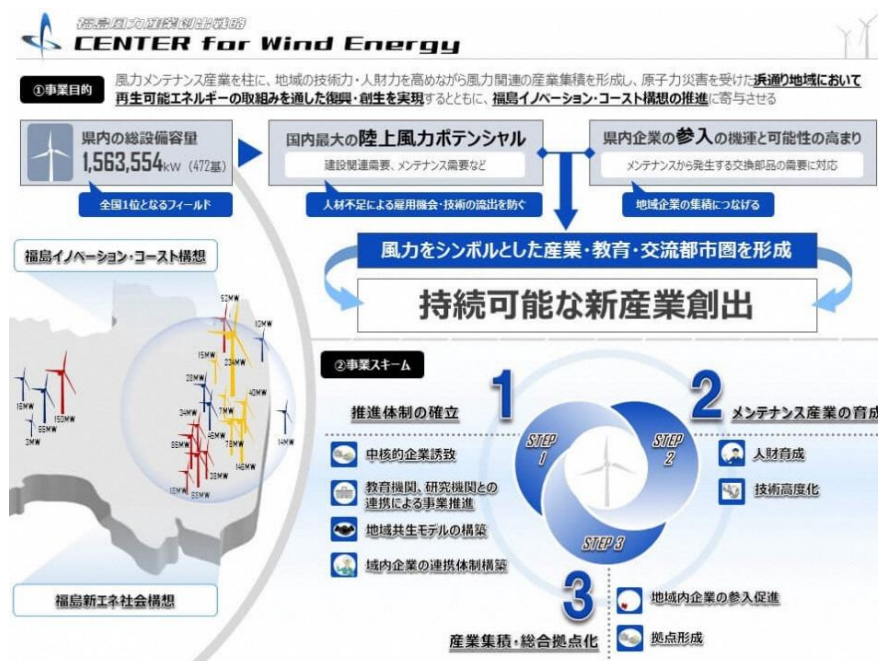 福島風力産業創出戦略
CENTER for Wind Energy
①事業目的
風力メンテナンス産業を柱に、地域の技術力・人財力を高めながら風力関連の産業集積を形成し、原子力災害を受けた浜通り地域において
再生可能エネルギーの取組みを通した復興・創生を実現するとともに、福島イノベーション・コースト構想の推進に寄与させる
県内の総設備容量
1,563,554kW (472基)
全国1位となるフィールド
国内最大の陸上風力ポテンシャル
建設関連需要、メンテナンス需要など
人材不足による雇用機会・技術の流出を防ぐ
県内企業の参入の機運と可能性の高まり
メンテナンスから発生する交換部品の需要に対応
地域企業の集積につなげる
風力をシンボルとした産業・教育・交流都市圏を形成
持続可能な新産業創出
福島イノベーション・コースト構想
52MW
10MW
15MW
234MW
28MW
40MW
16MW
150MW
34MW
7MW
14MW
78MW
146MW
福島新エネ社会構想
②事業スキーム
1
推進体制の確立
中核的企業誘致
教育機関、研究機関との
連携による事業推進
地域共生モデルの構築
域内企業の連携体制構築
STEP
1
STEP
2
STEP 3
2
メンテナンス産業の育成
人財育成
技術高度化
3
産業集積・総合拠点化
地域内企業の参入促進
拠点形成